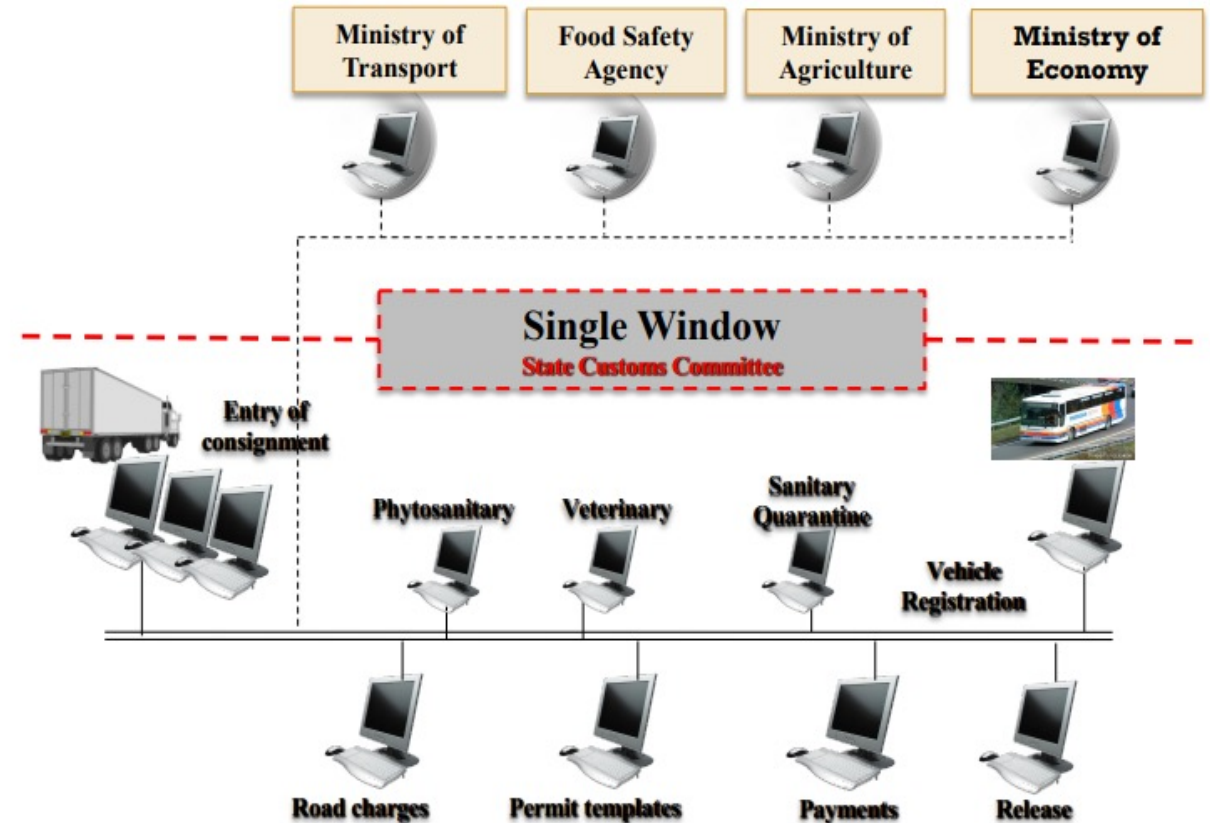 Ministry of
Transport
Food Safety
Agency
Ministry of
Agriculture
Ministry of
Economy
Single Window
State Customs Committee
Entry of
consignment
Phytosanitary
Veterinary
Sanitary
Quarantine
Vehicle
Registration
Road charges
Permit templates
Payments
Release